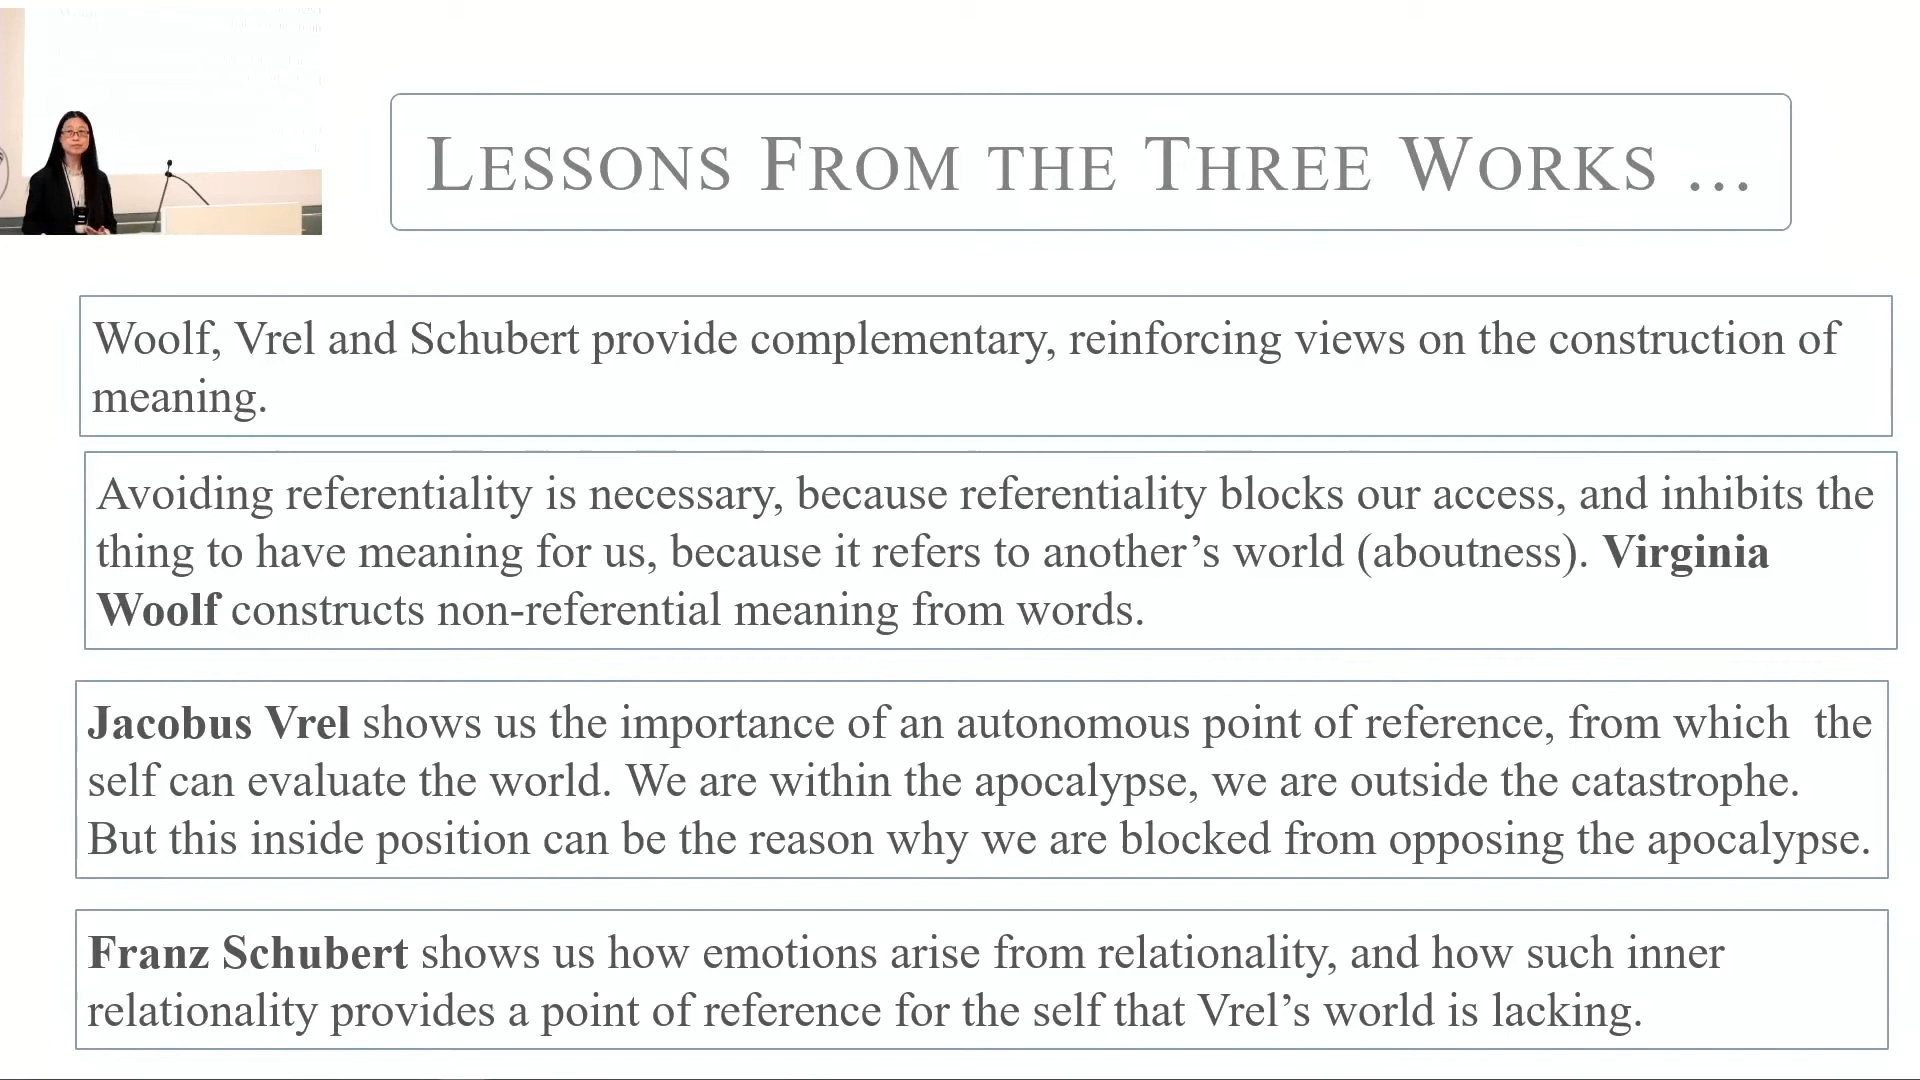 LESSONS FROM THE THREE WORKS ...
Woolf, Vrel and Schubert provide complementary, reinforcing views on the construction of
meaning.
Avoiding referentiality is necessary, because referentiality blocks our access, and inhibits the
thing to have meaning for us, because it refers to another’s world (aboutness). Virginia
Woolf constructs non-referential meaning from words.
Jacobus Vrel shows us the importance of an autonomous point of reference, from which  the
self can evaluate the world. We are within the apocalypse, we are outside the catastrophe.
But this inside position can be the reason why we are blocked from opposing the apocalypse.
Franz Schubert shows us how emotions arise from relationality, and how such inner
relationality provides a point of reference for the self that Vrel’s world is lacking.